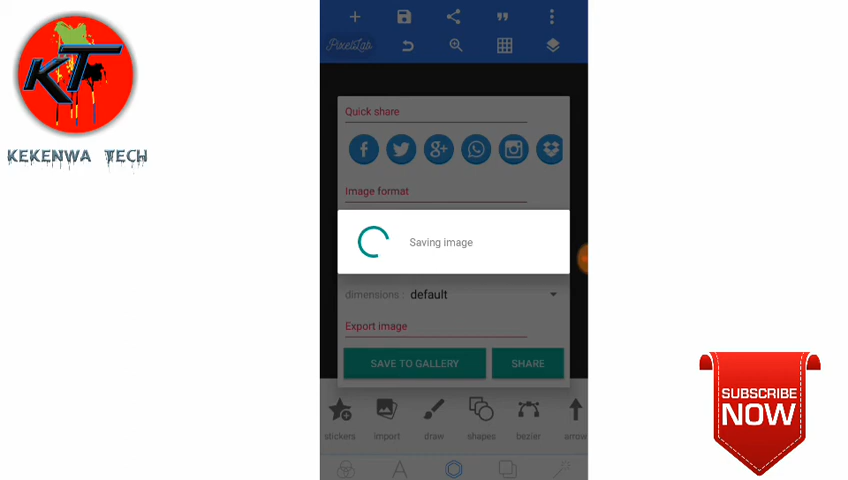 KT
KEKENWA TECH
PixelLab
Quick share
Image format
Saving image
dimensions : default
Export image
SAVE TO GALLERY SHARE
stickers import draw shapes bezier arrow
SUBSCRIBE
NOW